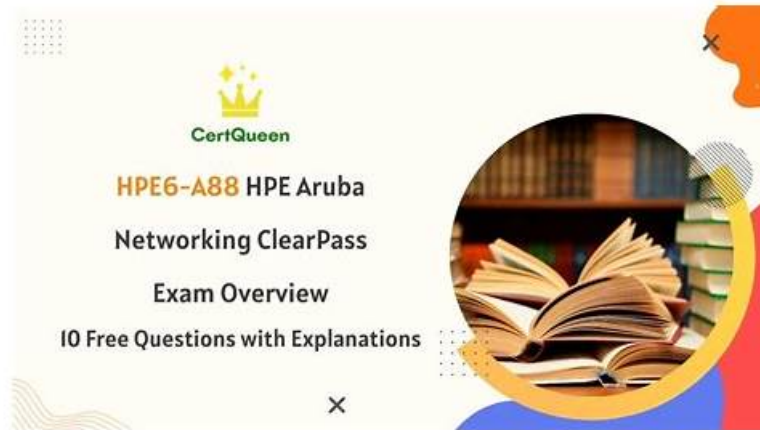 CertQueen
HPE6-A88 HPE Aruba
Networking ClearPass
Exam Overview
10 Free Questions with Explanations